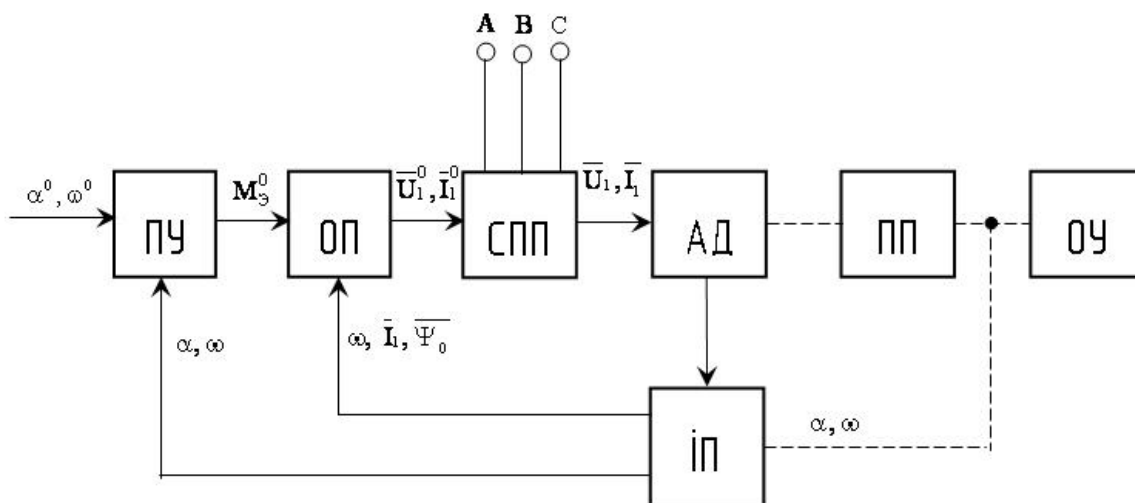 A B C
α⁰, ω⁰
M⁰Э
U̅⁰₁, I̅⁰₁
U̅₁, I̅₁
ПУ
ОП
СПП
АД
ПП
ОУ
α, ω
ω, I̅₁, Ψ̅₀
α, ω
іп